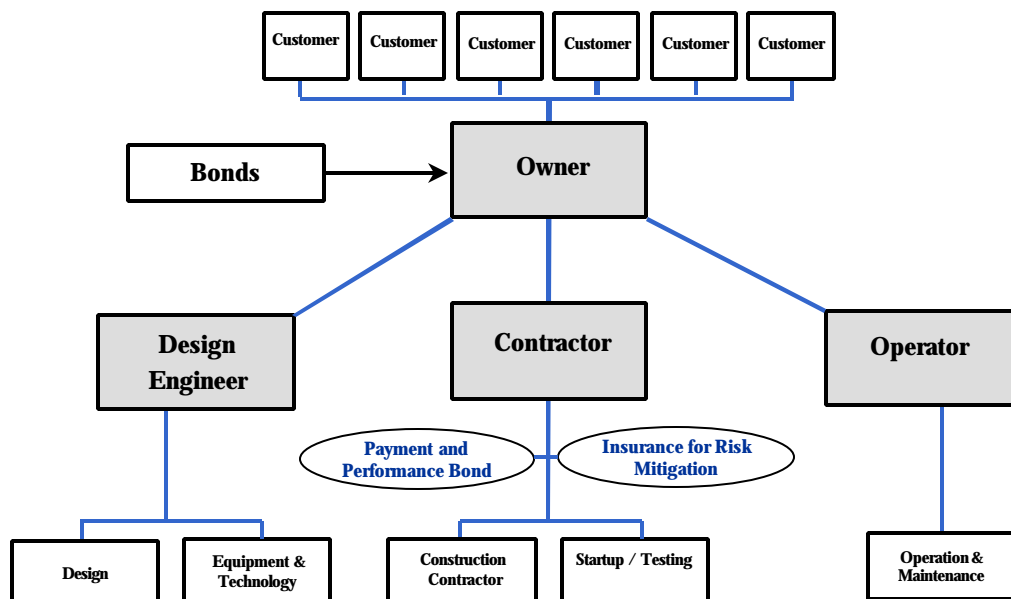 Customer
Customer
Customer
Customer
Customer
Customer
Bonds
Owner
Design
Engineer
Contractor
Operator
Payment and
Performance Bond
Insurance for Risk
Mitigation
Design
Equipment &
Technology
Construction
Contractor
Startup / Testing
Operation &
Maintenance